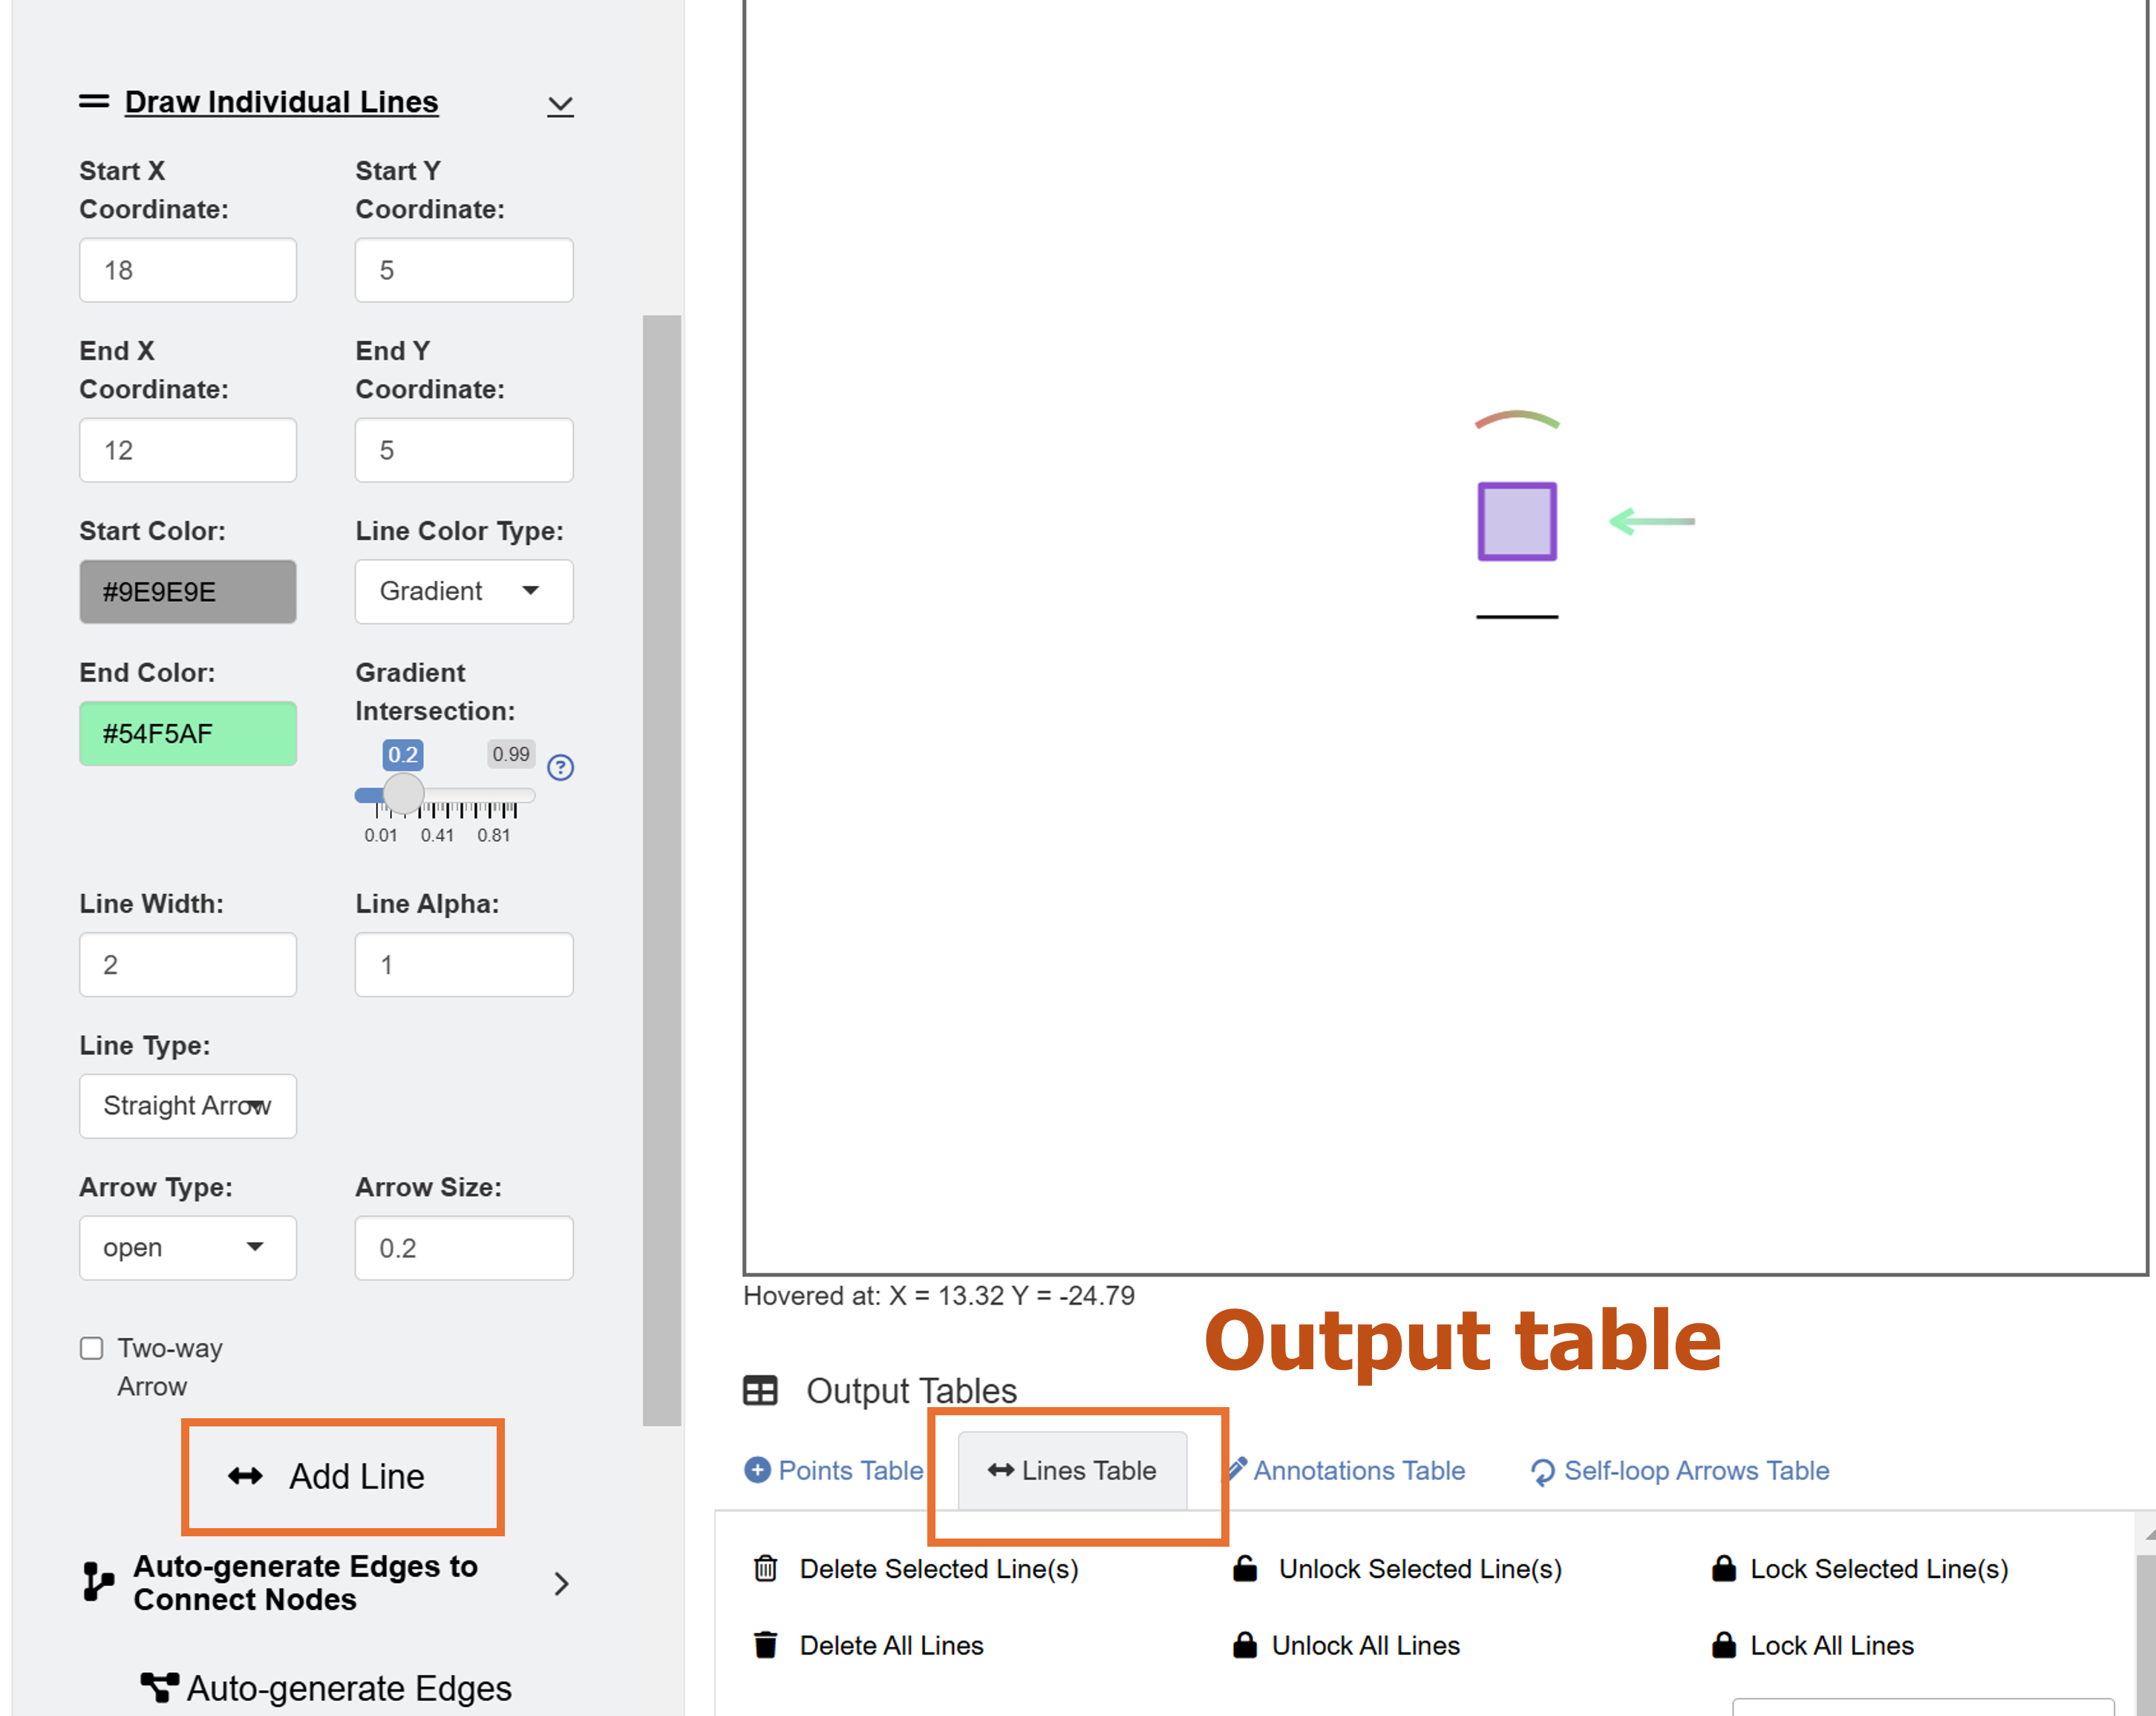 Draw Individual Lines
Start X
Coordinate:
Start Y
Coordinate:
18
5
End X
Coordinate:
End Y
Coordinate:
12
5
Start Color:
Line Color Type:
#9E9E9E
Gradient
End Color:
Gradient
Intersection:
#54F5AF
0.2
0.99
0.01
0.41
0.81
Line Width:
Line Alpha:
2
1
Line Type:
Straight Arrow
Arrow Type:
Arrow Size:
open
0.2
Two-way
Arrow
Add Line
Auto-generate Edges to
Connect Nodes
Auto-generate Edges
Hovered at: X = 13.32 Y = -24.79
Output table
Output Tables
Points Table
Lines Table
Annotations Table
Self-loop Arrows Table
Delete Selected Line(s)
Unlock Selected Line(s)
Lock Selected Line(s)
Delete All Lines
Unlock All Lines
Lock All Lines